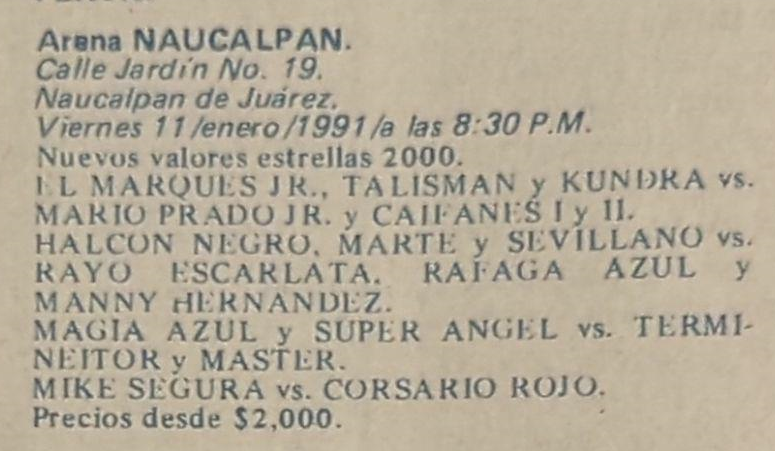 Arena NAUCALPAN.
Calle Jardín No. 19.
Naucalpan de Juárez.
Viernes 11/enero/1991/a las 8:30 P.M.
Nuevos valores estrellas 2000.
EL MARQUES JR., TALISMAN y KUNDRA vs.
MARIO PRADO JR. y CAIFANES I y II.
HALCON NEGRO, MARTE y SEVILLANO vs.
RAYO ESCARLATA, RAFAGA AZUL y
MANNY HERNANDEZ.
MAGIA AZUL y SUPER ANGEL vs. TERMI-
NEITOR y MASTER.
MIKE SEGURA vs. CORSARIO ROJO.
Precios desde $2,000.